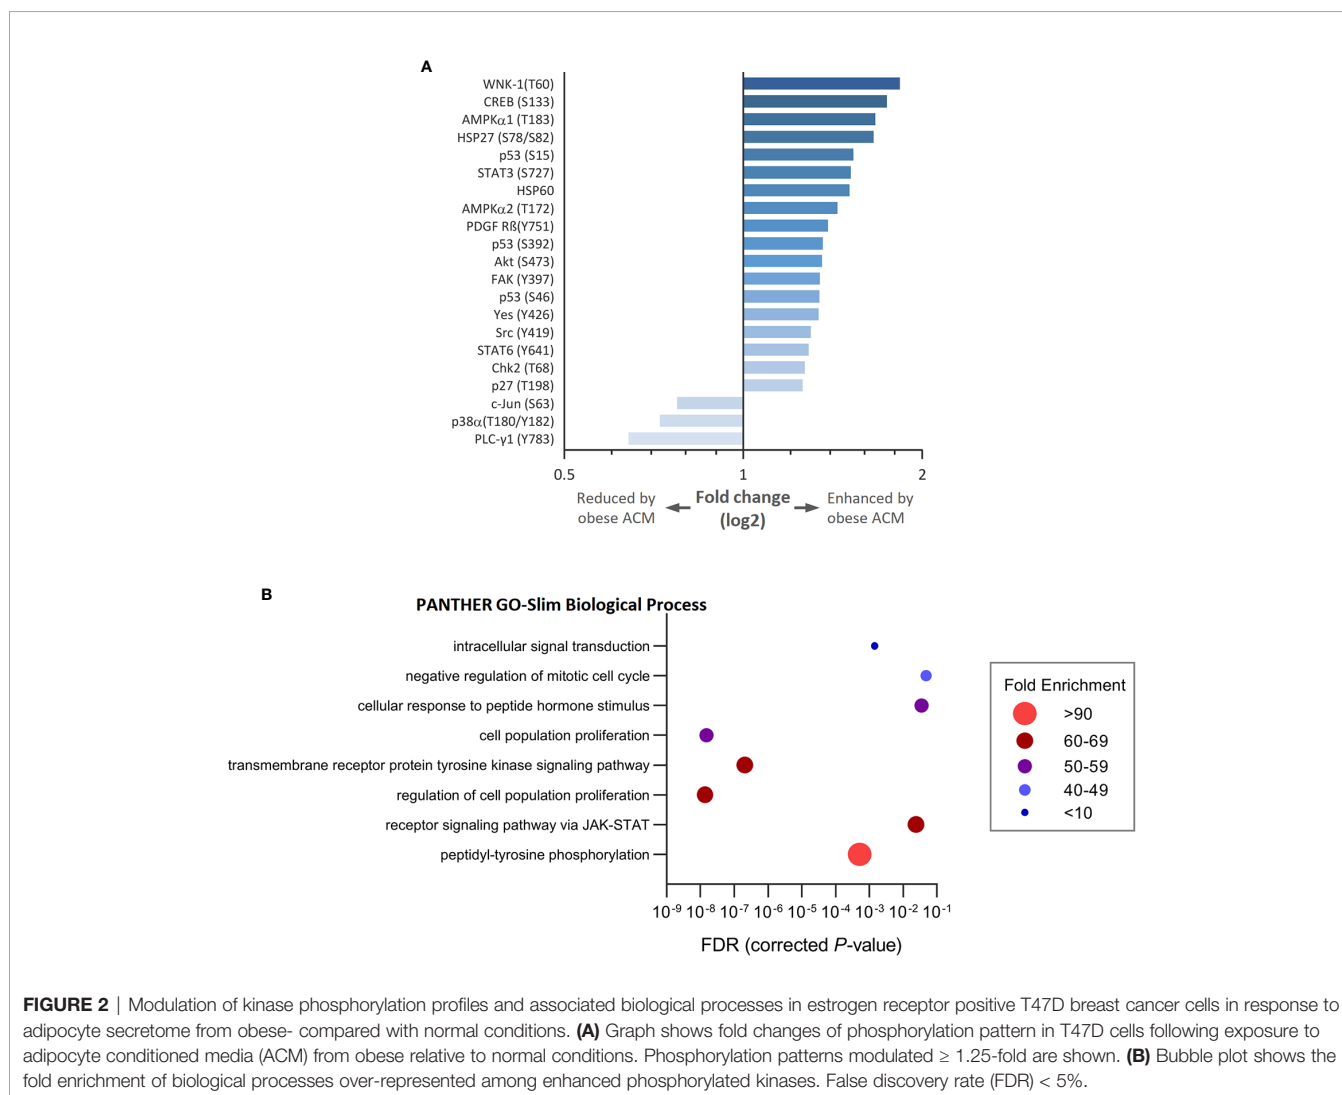 A
WNK-1(T60)
CREB (S133)
AMPKα1 (T183)
HSP27 (S78/S82)
p53 (S15)
STAT3 (S727)
HSP60
AMPKα2 (T172)
PDGF Rß(Y751)
p53 (S392)
Akt (S473)
FAK (Y397)
p53 (S46)
Yes (Y426)
Src (Y419)
STAT6 (Y641)
Chk2 (T68)
p27 (T198)
c-Jun (S63)
p38α(T180/Y182)
PLC-γ1 (Y783)
0.5 1 2
Reduced by obese ACM
Fold change (log2)
Enhanced by obese ACM
B
PANTHER GO-Slim Biological Process
intracellular signal transduction
negative regulation of mitotic cell cycle
cellular response to peptide hormone stimulus
cell population proliferation
transmembrane receptor protein tyrosine kinase signaling pathway
regulation of cell population proliferation
receptor signaling pathway via JAK-STAT
peptidyl-tyrosine phosphorylation
10⁻⁹ 10⁻⁸ 10⁻⁷ 10⁻⁶ 10⁻⁵ 10⁻⁴ 10⁻³ 10⁻² 10⁻¹
FDR (corrected P-value)
Fold Enrichment
>90
60-69
50-59
40-49
<10
FIGURE 2 | Modulation of kinase phosphorylation profiles and associated biological processes in estrogen receptor positive T47D breast cancer cells in response to
adipocyte secretome from obese- compared with normal conditions. (A) Graph shows fold changes of phosphorylation pattern in T47D cells following exposure to
adipocyte conditioned media (ACM) from obese relative to normal conditions. Phosphorylation patterns modulated ≥ 1.25-fold are shown. (B) Bubble plot shows the
fold enrichment of biological processes over-represented among enhanced phosphorylated kinases. False discovery rate (FDR) < 5%.